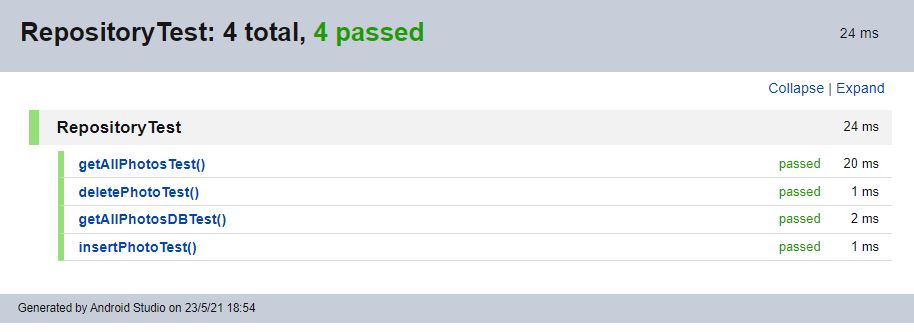 RepositoryTest: 4 total, 4 passed 24 ms
Collapse | Expand
RepositoryTest 24 ms
getAllPhotosTest() passed 20 ms
deletePhotoTest() passed 1 ms
getAllPhotosDBTest() passed 2 ms
insertPhotoTest() passed 1 ms
Generated by Android Studio on 23/5/21 18:54